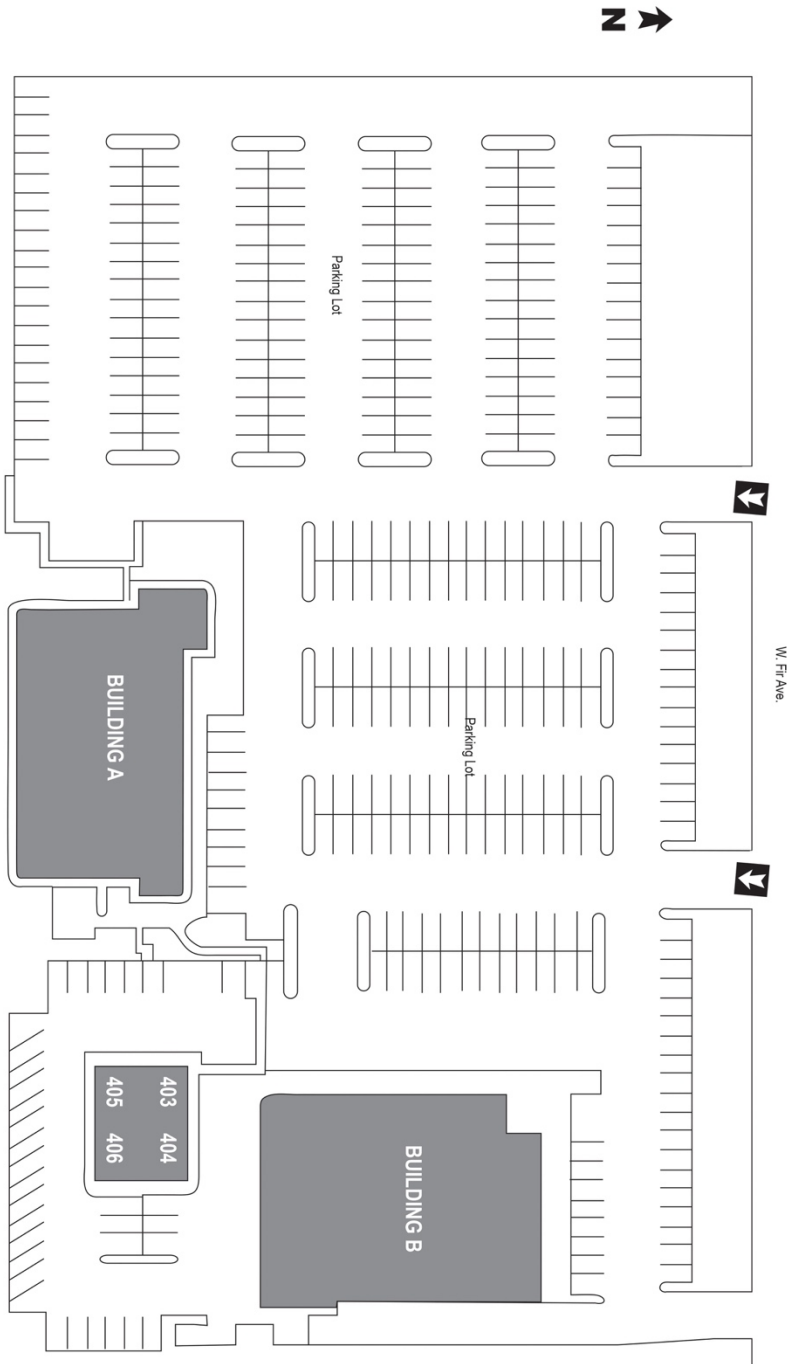 N
W. Fir Ave.
Parking Lot
Parking Lot
BUILDING A
BUILDING B
403 404
405 406